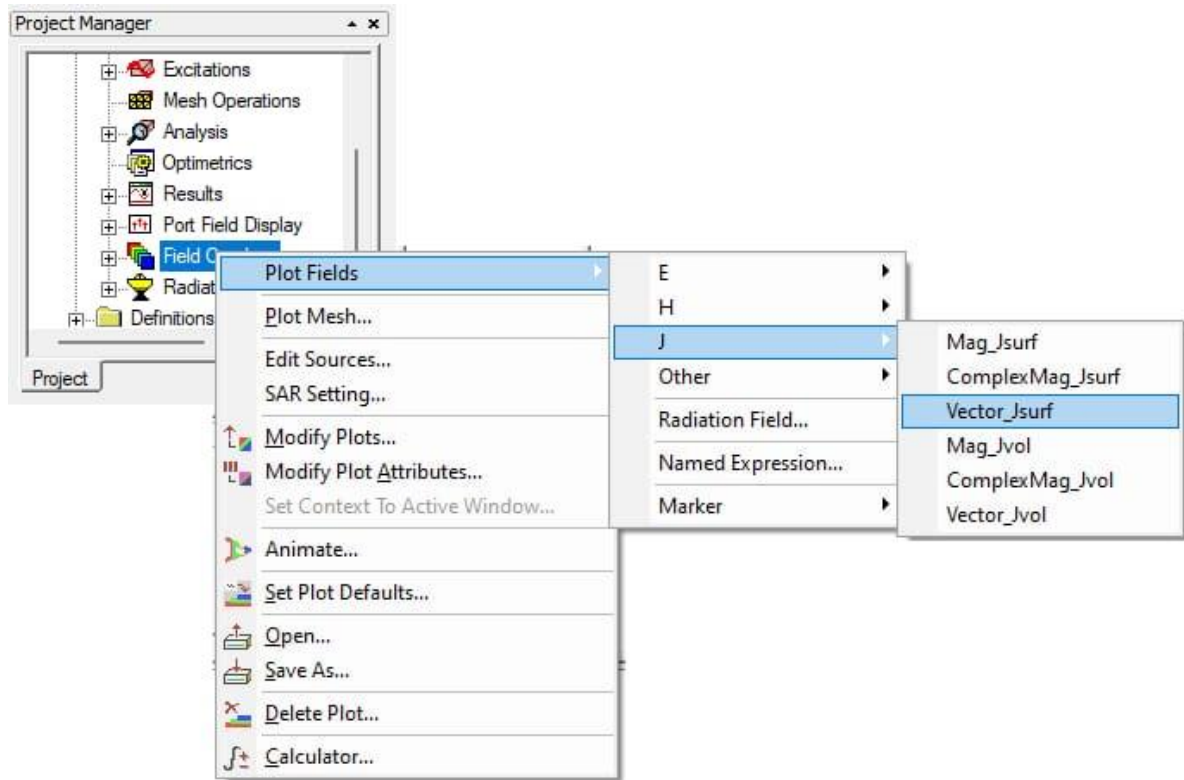 Project Manager
Excitations
Mesh Operations
Analysis
Optimetrics
Results
Port Field Display
Field O
Radiat
Definitions
Project
Plot Fields
Plot Mesh...
Edit Sources...
SAR Setting...
Modify Plots...
Modify Plot Attributes...
Set Context To Active Window...
Animate...
Set Plot Defaults...
Open...
Save As...
Delete Plot...
Calculator...
E
H
J
Other
Radiation Field...
Named Expression...
Marker
Mag_Jsurf
ComplexMag_Jsurf
Vector_Jsurf
Mag_Jvol
ComplexMag_Jvol
Vector_Jvol